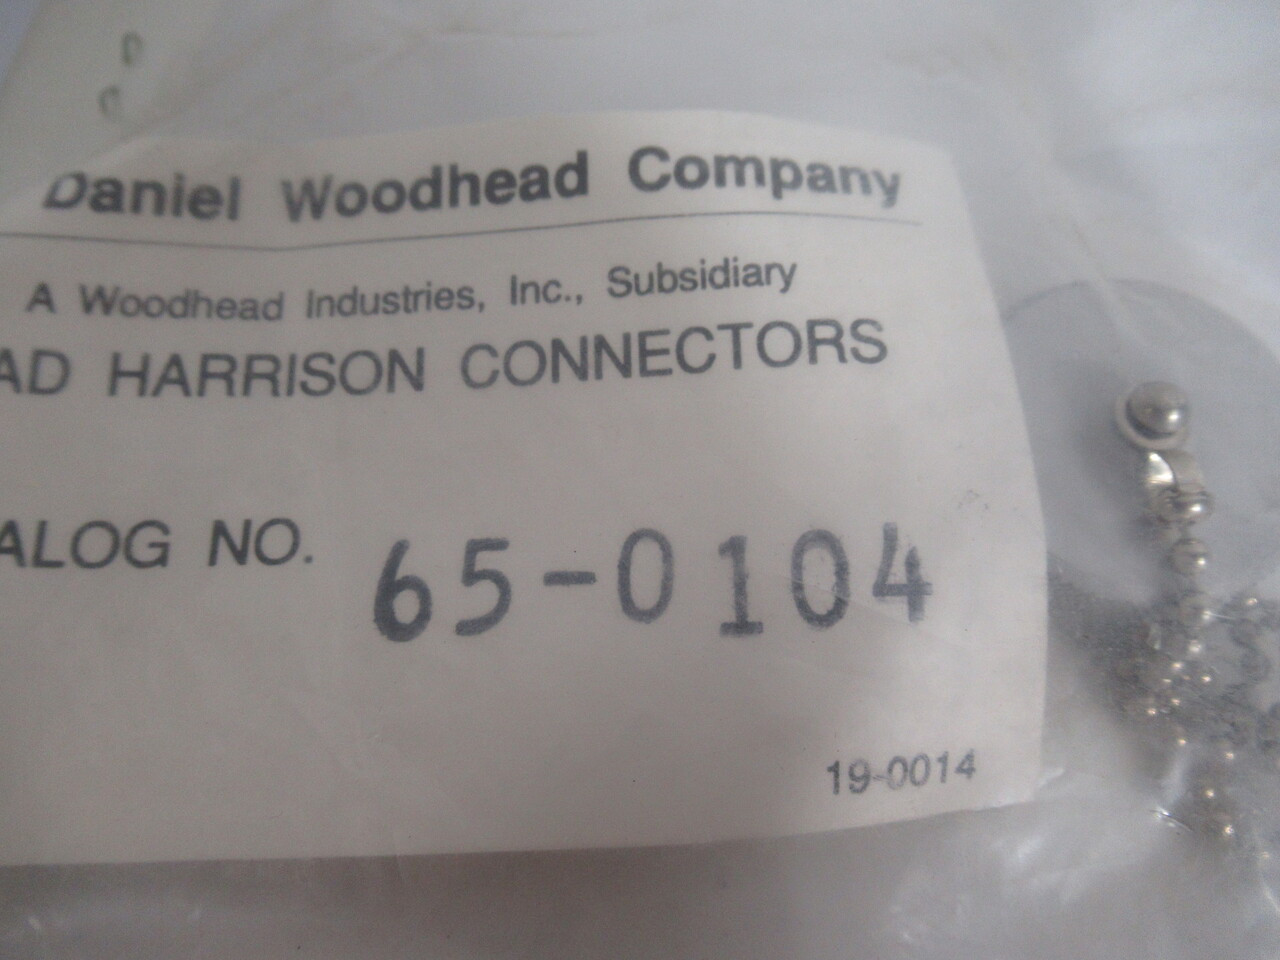 Daniel Woodhead Company
A Woodhead Industries, Inc., Subsidiary
AD HARRISON CONNECTORS
ALOG NO. 65-0104
19-0014